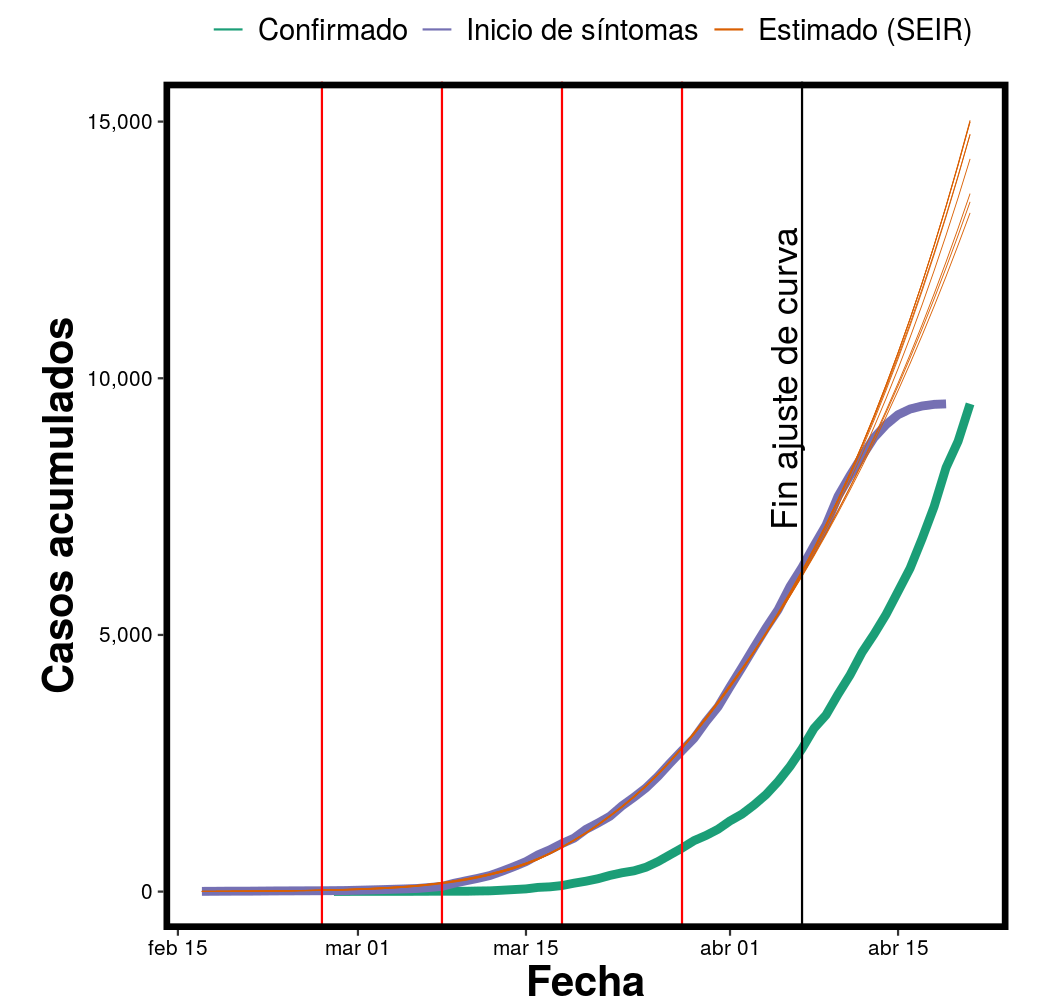 Confirmado Inicio de síntomas Estimado (SEIR)
Casos acumulados
15,000
10,000
5,000
0
Fin ajuste de curva
feb 15 mar 01 mar 15 abr 01 abr 15
Fecha